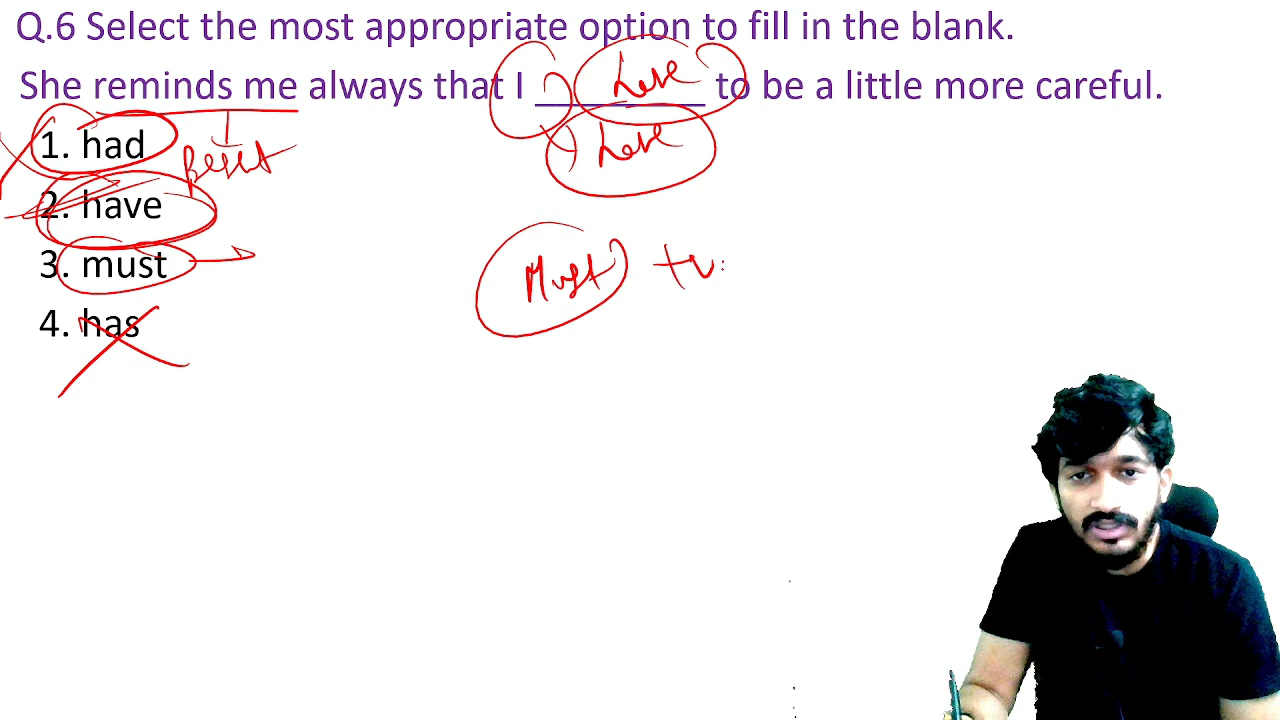 Q.6 Select the most appropriate option to fill in the blank.
have
She reminds me always that I ________ to be a little more careful.
have
1. had
2. have
3. must
4. has
Must to